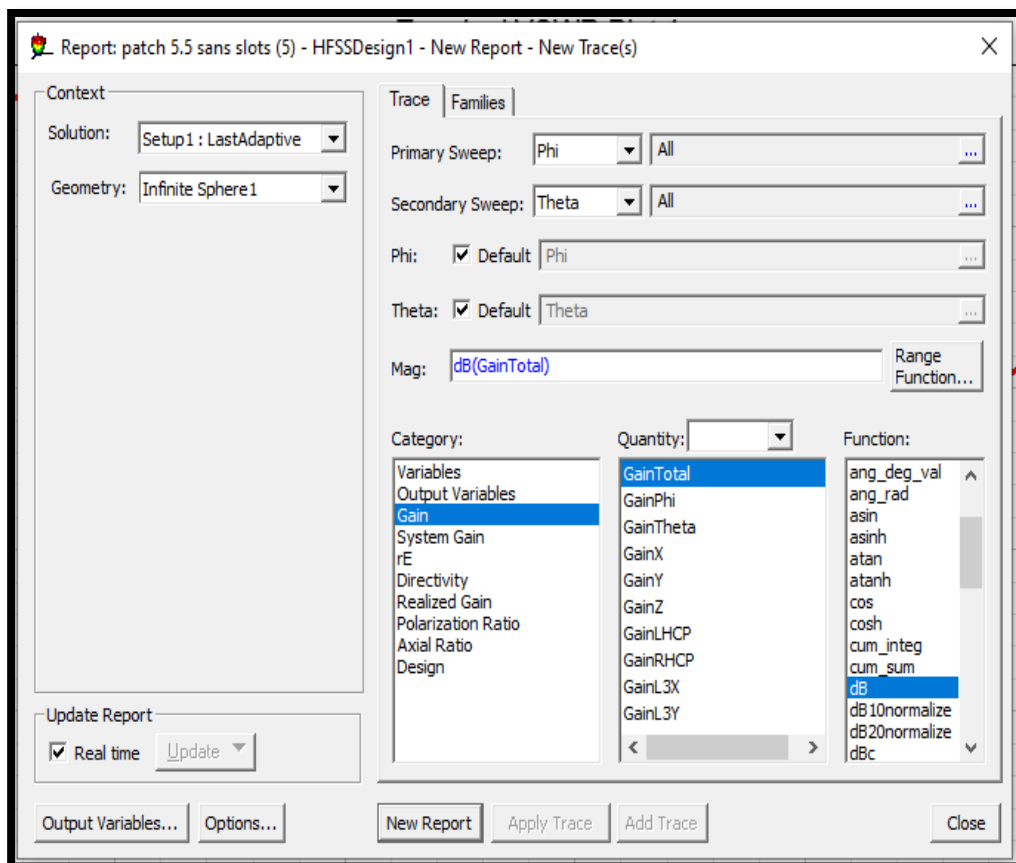 Report: patch 5.5 sans slots (5) - HFSSDesign1 - New Report - New Trace(s)
Context
Solution: Setup1 : LastAdaptive
Geometry: Infinite Sphere1
Update Report
Real time Update
Output Variables... Options...
Trace Families
Primary Sweep: Phi All ...
Secondary Sweep: Theta All ...
Phi: Default Phi ...
Theta: Default Theta ...
Mag: dB(GainTotal)
Range
Function...
Category:
Variables
Output Variables
Gain
System Gain
rE
Directivity
Realized Gain
Polarization Ratio
Axial Ratio
Design
Quantity:
GainTotal
GainPhi
GainTheta
GainX
GainY
GainZ
GainLHCP
GainRHCP
GainL3X
GainL3Y
Function:
ang_deg_val
ang_rad
asin
asinh
atan
atanh
cos
cosh
cum_integ
cum_sum
dB
dB10normalize
dB20normalize
dBc
New Report Apply Trace Add Trace Close